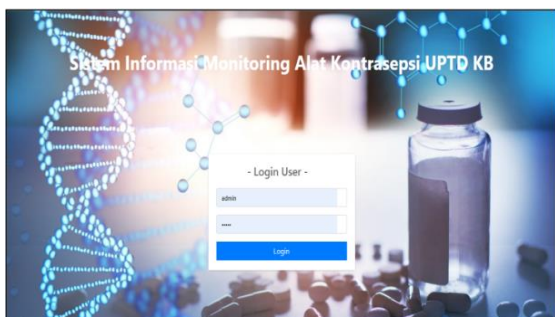 Sistem Informasi Monitoring Alat Kontrasepsi UPTD KB
- Login User -
admin
•••••
Login